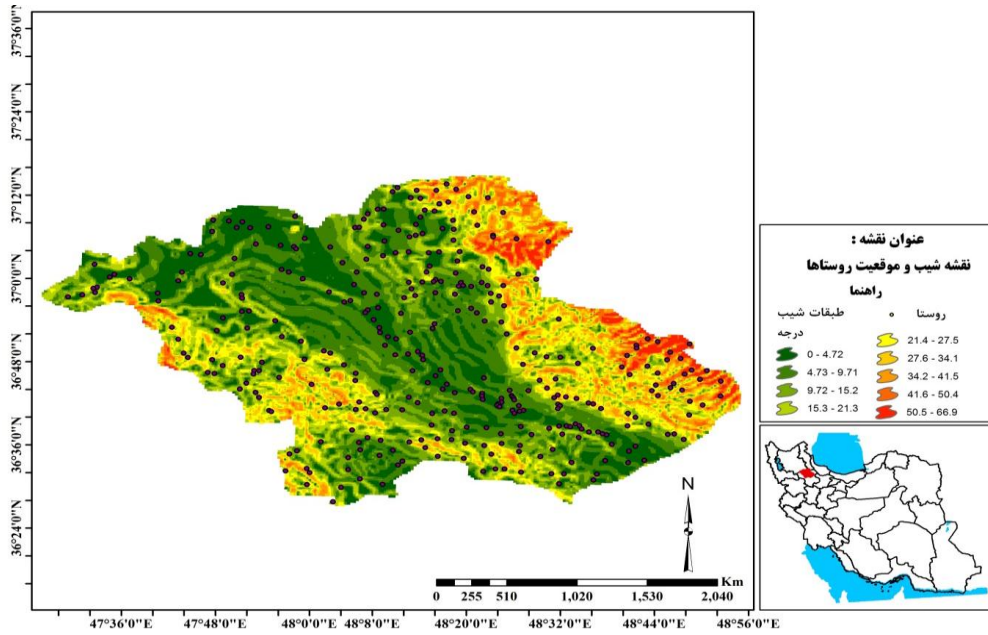 37°36'0"N
37°24'0"N
37°12'0"N
37°0'0"N
36°48'0"N
36°36'0"N
36°24'0"N
عنوان نقشه :
نقشه شیب و موقعیت روستاها
راهنما
طبقات شیب
درجه
روستا
0 - 4.72
4.73 - 9.71
9.72 - 15.2
15.3 - 21.3
21.4 - 27.5
27.6 - 34.1
34.2 - 41.5
41.6 - 50.4
50.5 - 66.9
N
Km
0 255 510 1,020 1,530 2,040
47°36'0"E 47°48'0"E 48°0'0"E 48°8'0"E 48°20'0"E 48°32'0"E 48°44'0"E 48°56'0"E